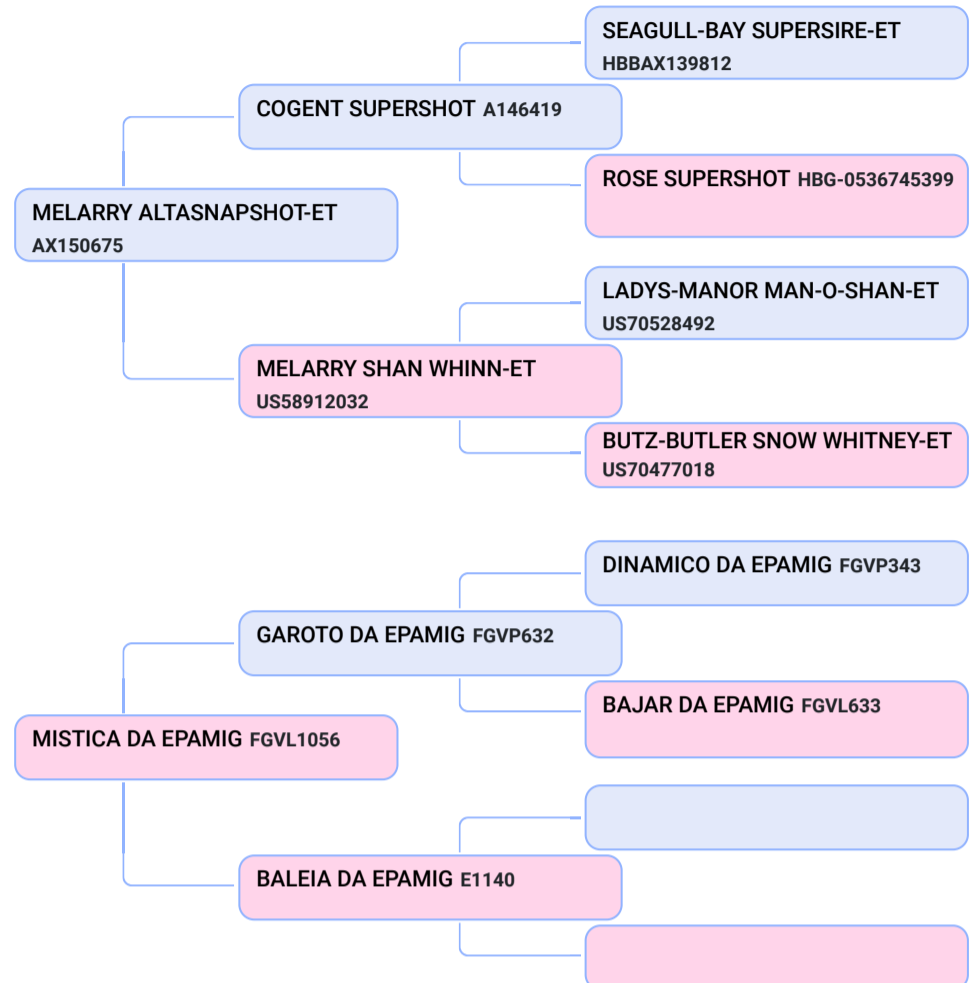 SEAGULL-BAY SUPERSIRE-ET
HBBAX139812
COGENT SUPERSHOT A146419
ROSE SUPERSHOT HBG-0536745399
MELARRY ALTASNAPSHOT-ET
AX150675
LADYS-MANOR MAN-O-SHAN-ET
US70528492
MELARRY SHAN WHINN-ET
US58912032
BUTZ-BUTLER SNOW WHITNEY-ET
US70477018
DINAMICO DA EPAMIG FGVP343
GAROTO DA EPAMIG FGVP632
BAJAR DA EPAMIG FGVL633
MISTICA DA EPAMIG FGVL1056
BALEIA DA EPAMIG E1140